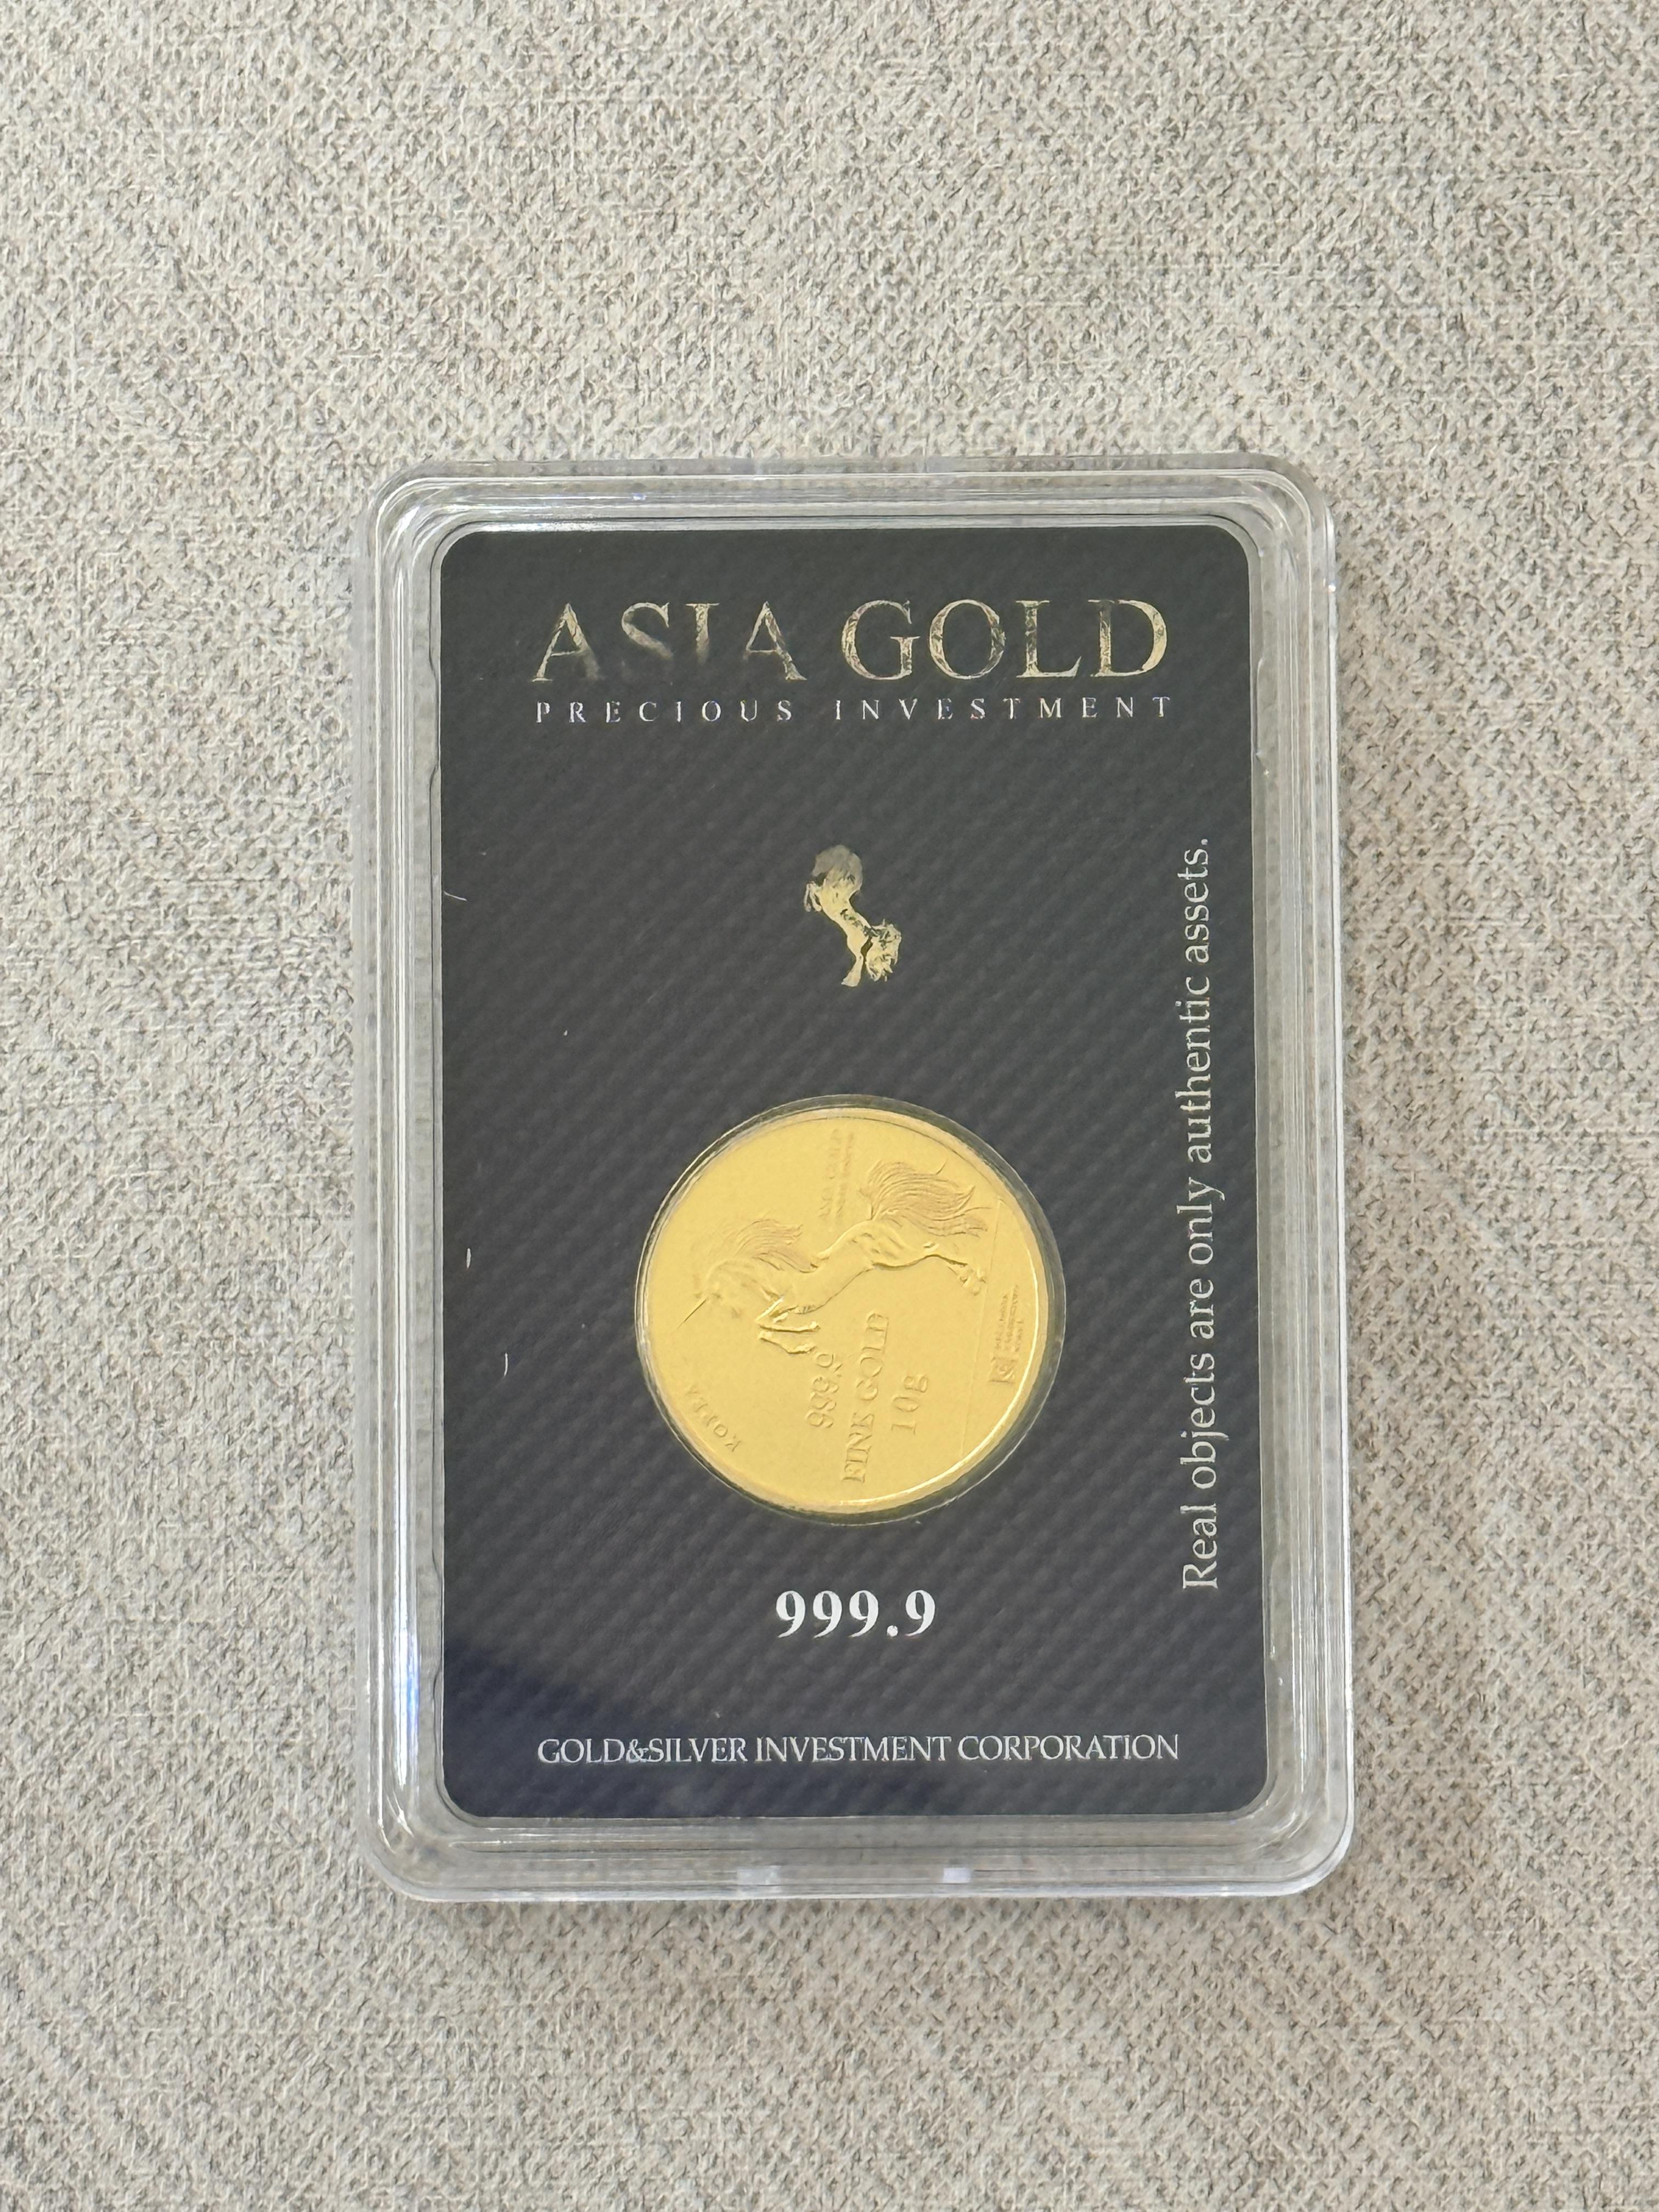 ASIA GOLD
PRECIOUS INVESTMENT
Real objects are only authentic assets.
KOREA
999.9
FINE GOLD
10g
999.9
GOLD&SILVER INVESTMENT CORPORATION